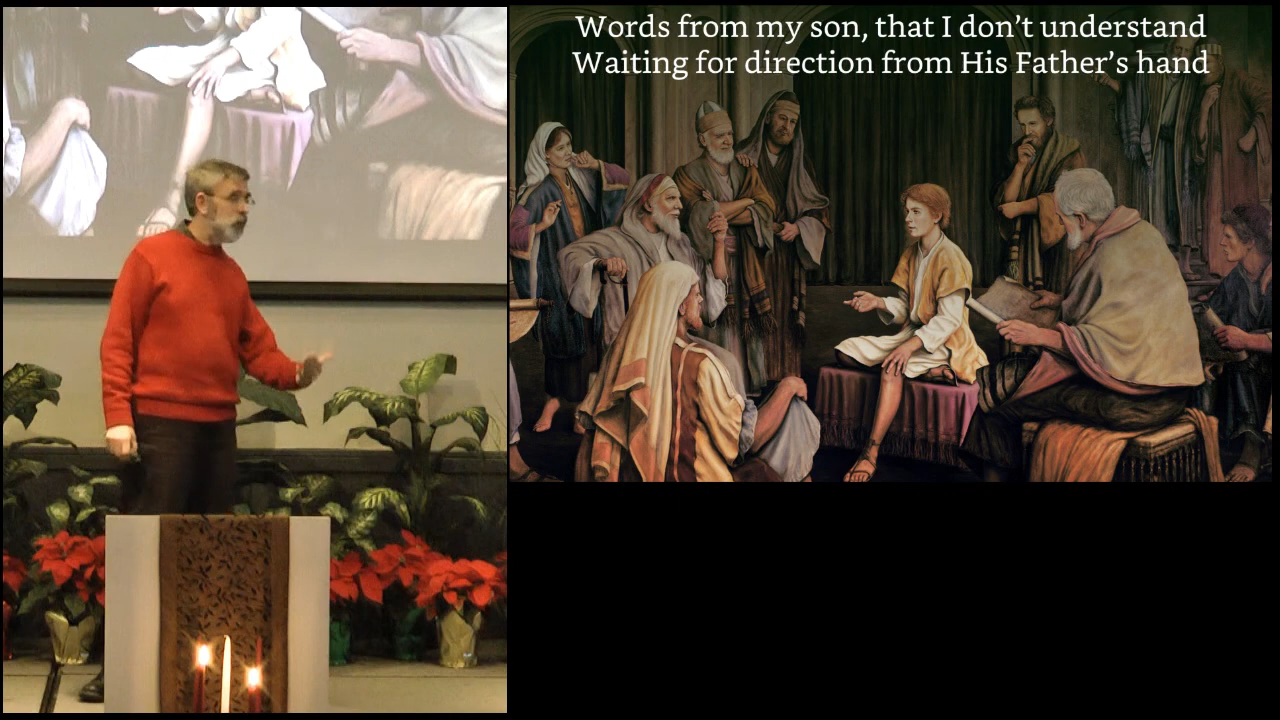 Words from my son, that I don’t understand
Waiting for direction from His Father’s hand